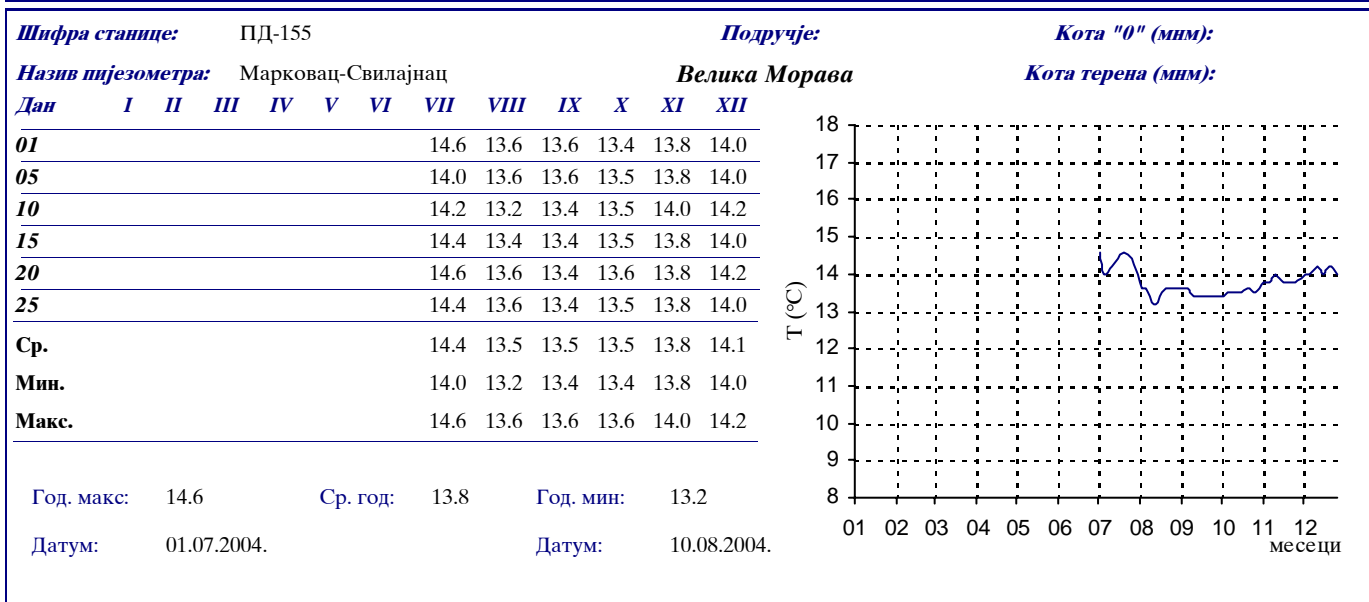 Шифра станице: ПД-155 Подручје: Кота "0" (мнм):
Назив пијезометра: Марковац-Свилајнац Велика Морава Кота терена (мнм):
Дан I II III IV V VI VII VIII IX X XI XII
01 14.6 13.6 13.6 13.4 13.8 14.0
05 14.0 13.6 13.6 13.5 13.8 14.0
10 14.2 13.2 13.4 13.5 14.0 14.2
15 14.4 13.4 13.4 13.5 13.8 14.0
20 14.6 13.6 13.4 13.6 13.8 14.2
25 14.4 13.6 13.4 13.5 13.8 14.0
Ср. 14.4 13.5 13.5 13.5 13.8 14.1
Мин. 14.0 13.2 13.4 13.4 13.8 14.0
Макс. 14.6 13.6 13.6 13.6 14.0 14.2
Год. макс: 14.6 Ср. год: 13.8 Год. мин: 13.2
Датум: 01.07.2004. Датум: 10.08.2004.
18
17
16
15
14
13
12
11
10
9
8
T (°C)
01 02 03 04 05 06 07 08 09 10 11 12
месеци